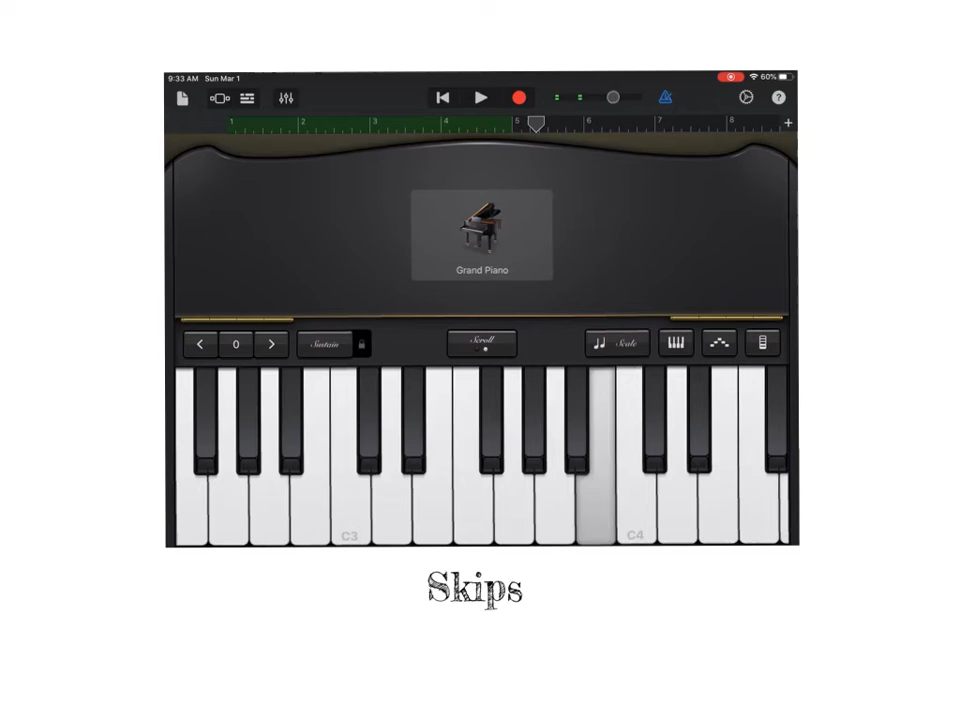 9:33 AM Sun Mar 1
60%
1 2 3 4 5 6 7 8 +
Grand Piano
< 0 > Sustain Scroll Scale
C3 C4
Skips